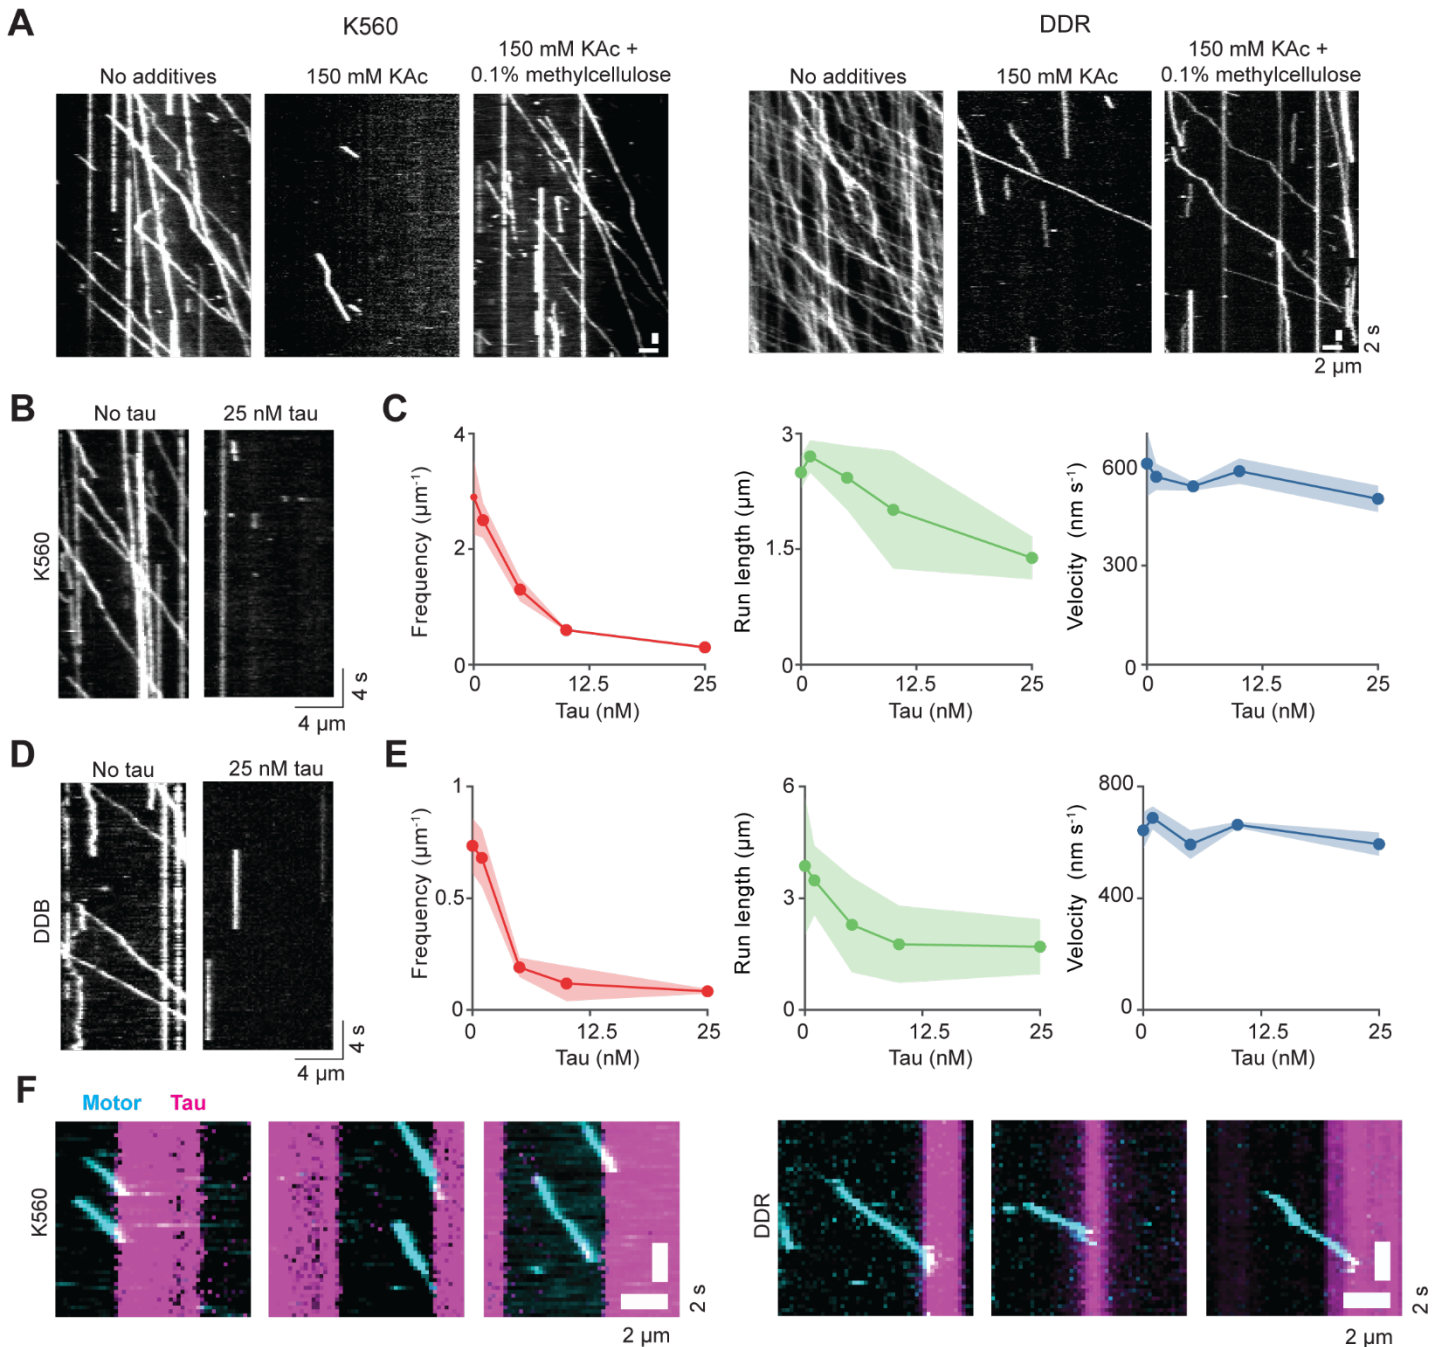 A
K560
DDR
No additives
150 mM KAc
150 mM KAc +
0.1% methylcellulose
No additives
150 mM KAc
150 mM KAc +
0.1% methylcellulose
2 s
2 µm
B
No tau
25 nM tau
K560
4 s
4 µm
C
4
2
0
Frequency (µm⁻¹)
0
12.5
25
Tau (nM)
3
1.5
0
Run length (µm)
0
12.5
25
Tau (nM)
600
300
0
Velocity (nm s⁻¹)
0
12.5
25
Tau (nM)
D
No tau
25 nM tau
DDB
4 s
4 µm
E
1
0.5
0
Frequency (µm⁻¹)
0
12.5
25
Tau (nM)
6
3
0
Run length (µm)
0
12.5
25
Tau (nM)
800
400
0
Velocity (nm s⁻¹)
0
12.5
25
Tau (nM)
F
Motor Tau
K560
2 s
2 µm
DDR
2 s
2 µm